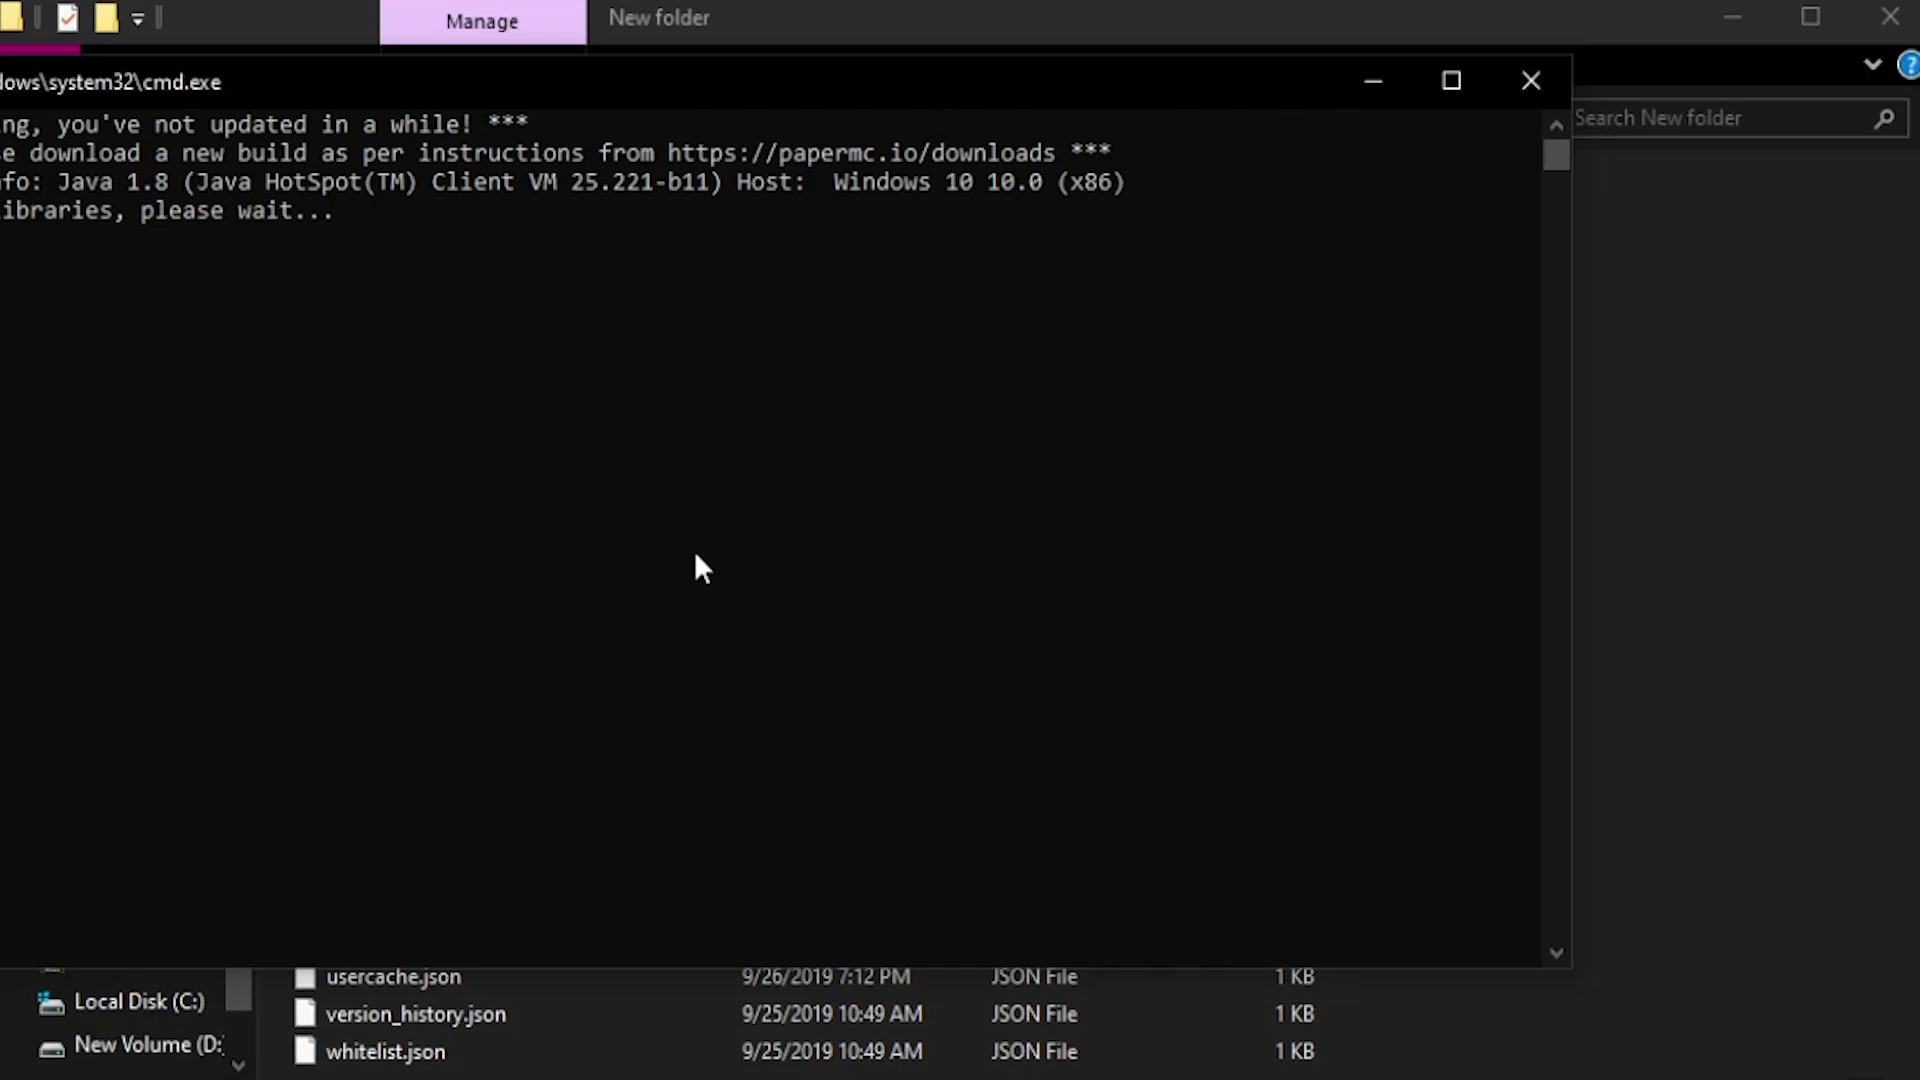 Manage
New folder
dows\system32\cmd.exe
Search New folder
ng, you've not updated in a while! ***
e download a new build as per instructions from https://papermc.io/downloads ***
fo: Java 1.8 (Java HotSpot(TM) Client VM 25.221-b11) Host:  Windows 10 10.0 (x86)
ibraries, please wait...
usercache.json 9/26/2019 7:12 PM JSON File 1 KB
Local Disk (C:)
version_history.json 9/25/2019 10:49 AM JSON File 1 KB
New Volume (D:
whitelist.json 9/25/2019 10:49 AM JSON File 1 KB